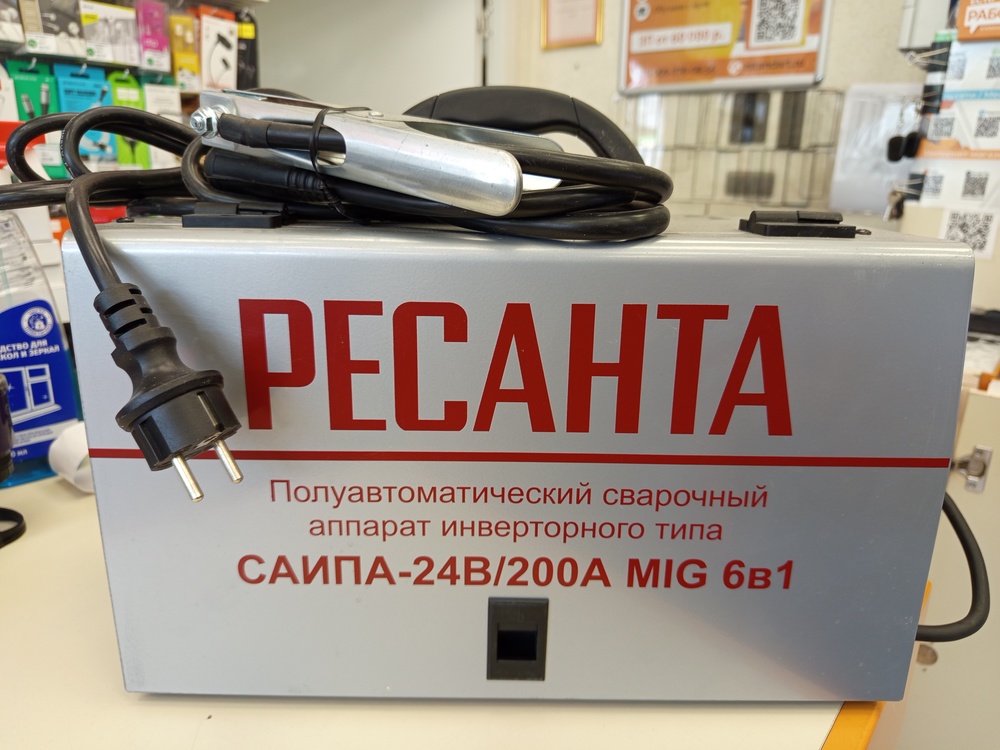 РЕСАНТА
Полуавтоматический сварочный
аппарат инверторного типа
САИПА-24В/200А MIG 6в1